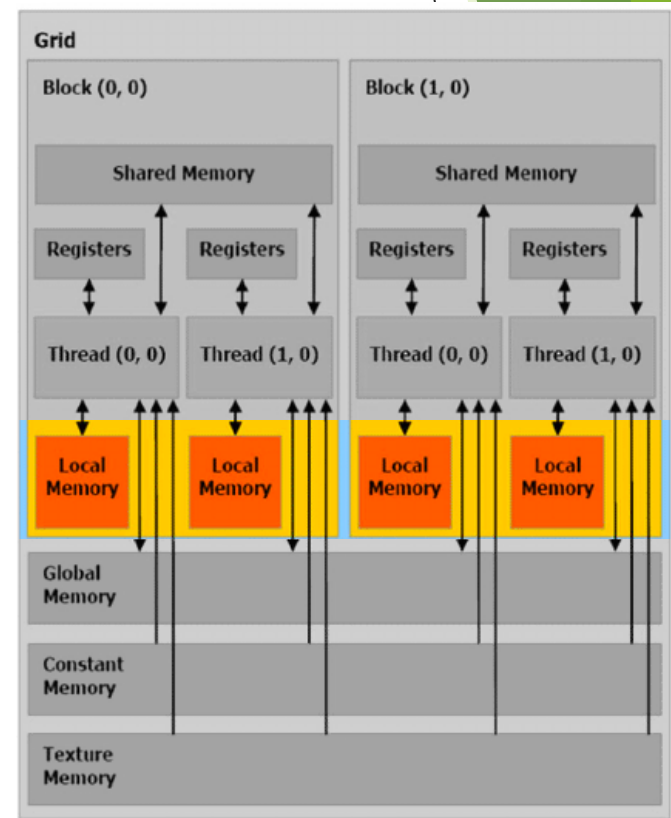 Grid
Block (0, 0)
Block (1, 0)
Shared Memory
Shared Memory
Registers
Registers
Registers
Registers
Thread (0, 0)
Thread (1, 0)
Thread (0, 0)
Thread (1, 0)
Local
Memory
Local
Memory
Local
Memory
Local
Memory
Global
Memory
Constant
Memory
Texture
Memory